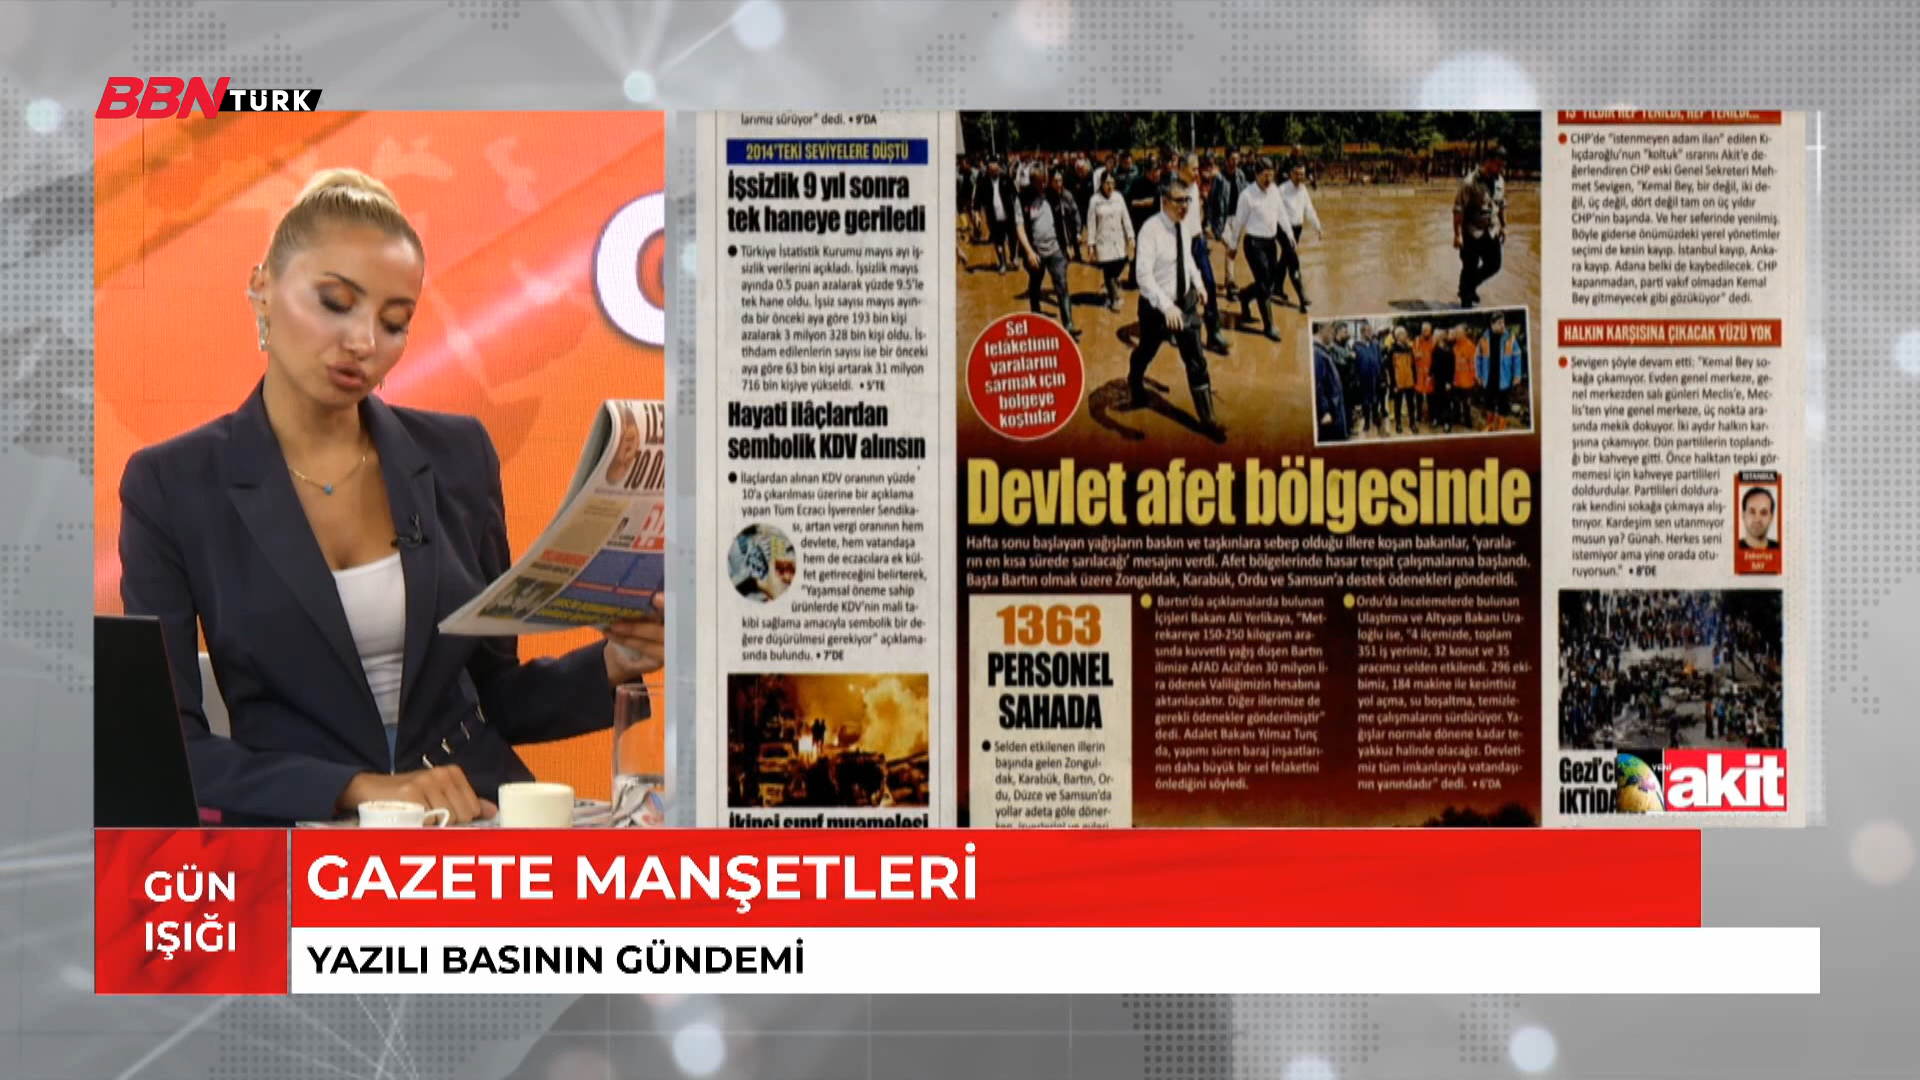 BBN TÜRK
larımız sürüyor” dedi. • 9’DA
2014’TEKİ SEVİYELERE DÜŞTÜ
İşsizlik 9 yıl sonra
tek haneye geriledi
Türkiye İstatistik Kurumu mayıs ayı iş-
sizlik verilerini açıkladı. İşsizlik mayıs
ayında 0.5 puan azalarak yüzde 9.5’le
tek hane oldu. İşsiz sayısı mayıs ayın-
da bir önceki aya göre 193 bin kişi
azalarak 3 milyon 328 bin kişi oldu. İs-
tihdam edilenlerin sayısı ise bir önceki
aya göre 63 bin kişi artarak 31 milyon
716 bin kişiye yükseldi. • 5’TE
Hayati ilâçlardan
sembolik KDV alınsın
İlaçlardan alınan KDV oranının yüzde
10’a çıkarılması üzerine bir açıklama
yapan Tüm Eczacı İşverenler Sendika-
sı, artan vergi oranının hem
devlete, hem vatandaşa
hem de eczacılara ek kül-
fet getireceğini belirterek,
“Yaşamsal öneme sahip
ürünlerde KDV’nin mali ta-
kibi sağlama amacıyla sembolik bir de-
ğere düşürülmesi gerekiyor” açıklama-
sında bulundu. • 7’DE
İkinci sınıf muamelesi
Sel
felaketinin
yaralarını
sarmak için
bölgeye
koştular
Devlet afet bölgesinde
Hafta sonu başlayan yağışların baskın ve taşkınlara sebep olduğu illere koşan bakanlar, ‘yarala-
rın en kısa sürede sarılacağı’ mesajını verdi. Afet bölgelerinde hasar tespit çalışmalarına başlandı.
Başta Bartın olmak üzere Zonguldak, Karabük, Ordu ve Samsun’a destek ödenekleri gönderildi.
1363
PERSONEL
SAHADA
Selden etkilenen illerin
başında gelen Zongul-
dak, Karabük, Bartın, Or-
du, Düzce ve Samsun’da
yollar adeta göle döner-
Bartın’da açıklamalarda bulunan
İçişleri Bakanı Ali Yerlikaya, “Met-
rekareye 150-250 kilogram ara-
sında kuvvetli yağış düşen Bartın
ilimize AFAD Acil’den 30 milyon li-
ra ödenek Valiliğimizin hesabına
aktarılacaktır. Diğer illerimize de
gerekli ödenekler gönderilmiştir”
dedi. Adalet Bakanı Yılmaz Tunç
da, yapımı süren baraj inşaatları-
nın daha büyük bir sel felaketini
önlediğini söyledi.
Ordu’da incelemelerde bulunan
Ulaştırma ve Altyapı Bakanı Ura-
loğlu ise, “4 ilçemizde, toplam
351 iş yerimiz, 32 konut ve 35
aracımız selden etkilendi. 296 eki-
bimiz, 184 makine ile kesintisiz
yol açma, su boşaltma, temizle-
me çalışmalarını sürdürüyor. Ya-
ğışlar normale dönene kadar te-
yakkuz halinde olacağız. Devleti-
miz tüm imkanlarıyla vatandaşı-
nın yanındadır” dedi. • 6’DA
13 YILDIR HEP YENİLDİ, HEP YENİLDİ...
CHP’de “istenmeyen adam ilan” edilen Kı-
lıçdaroğlu’nun “koltuk” ısrarını Akit’e de-
ğerlendiren CHP eski Genel Sekreteri Meh-
met Sevigen, “Kemal Bey, bir değil, iki de-
ğil, üç değil, dört değil tam on üç yıldır
CHP’nin başında. Ve her seferinde yenilmiş.
Böyle giderse önümüzdeki yerel yönetimler
seçimi de kesin kayıp. İstanbul kayıp, Anka-
ra kayıp. Adana belki de kaybedilecek. CHP
kapanmadan, parti vakıf olmadan Kemal
Bey gitmeyecek gibi gözüküyor” dedi.
HALKIN KARŞISINA ÇIKACAK YÜZÜ YOK
Sevigen şöyle devam etti: “Kemal Bey so-
kağa çıkamıyor. Evden genel merkeze, ge-
nel merkezden salı günleri Meclis’e, Mec-
lis’ten yine genel merkeze, üç nokta ara-
sında mekik dokuyor. İki aydır halkın kar-
şısına çıkamıyor. Dün partililerin toplandı-
ğı bir kahveye gitti. Önce halktan tepki gör-
memesi için kahveye partilileri
doldurdular. Partilileri doldura-
rak kendini sokağa çıkmaya alış-
tırıyor. Kardeşim sen utanmıyor
musun ya? Günah. Herkes seni
istemiyor ama yine orada otu-
ruyorsun.” • 8’DE
İSTANBUL
Gezi’c
İKTİDA
YENİ akit
GÜN
IŞIĞI
GAZETE MANŞETLERİ
YAZILI BASININ GÜNDEMİ